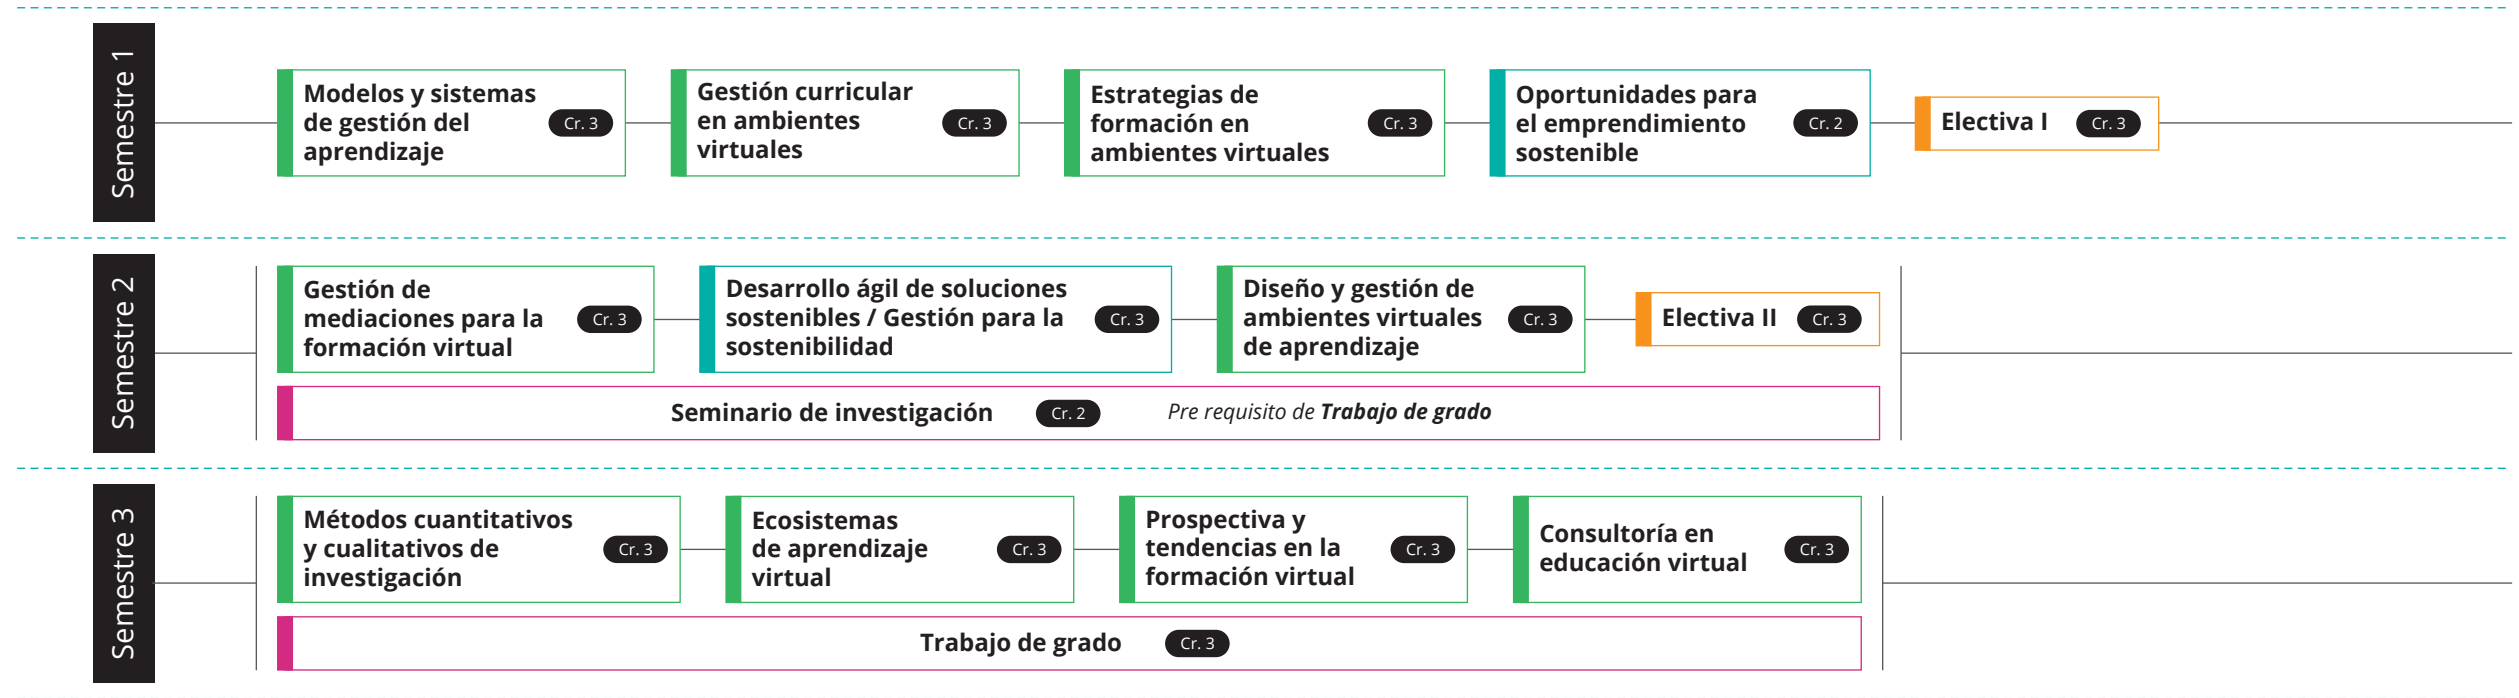 Semestre 1
Modelos y sistemas
de gestión del
aprendizaje
Cr. 3
Gestión curricular
en ambientes
virtuales
Cr. 3
Estrategias de
formación en
ambientes virtuales
Cr. 3
Oportunidades para
el emprendimiento
sostenible
Cr. 2
Electiva I
Cr. 3
Semestre 2
Gestión de
mediaciones para la
formación virtual
Cr. 3
Desarrollo ágil de soluciones
sostenibles / Gestión para la
sostenibilidad
Cr. 3
Diseño y gestión de
ambientes virtuales
de aprendizaje
Cr. 3
Electiva II
Cr. 3
Seminario de investigación
Cr. 2
Pre requisito de Trabajo de grado
Semestre 3
Métodos cuantitativos
y cualitativos de
investigación
Cr. 3
Ecosistemas
de aprendizaje
virtual
Cr. 3
Prospectiva y
tendencias en la
formación virtual
Cr. 3
Consultoría en
educación virtual
Cr. 3
Trabajo de grado
Cr. 3